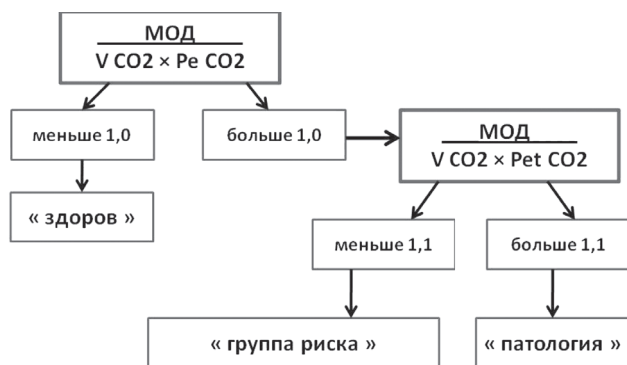 МОД
V CO2 × Pe CO2
меньше 1,0
больше 1,0
МОД
V CO2 × Pet CO2
« здоров »
меньше 1,1
больше 1,1
« группа риска »
« патология »